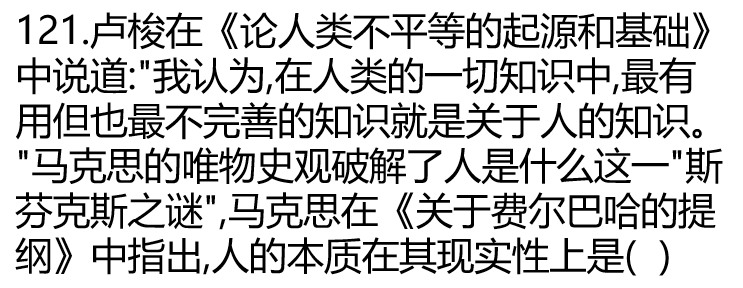 121.卢梭在《论人类不平等的起源和基础》
中说道:"我认为,在人类的一切知识中,最有
用但也最不完善的知识就是关于人的知识。
"马克思的唯物史观破解了人是什么这一"斯
芬克斯之谜",马克思在《关于费尔巴哈的提
纲》中指出,人的本质在其现实性上是(  )